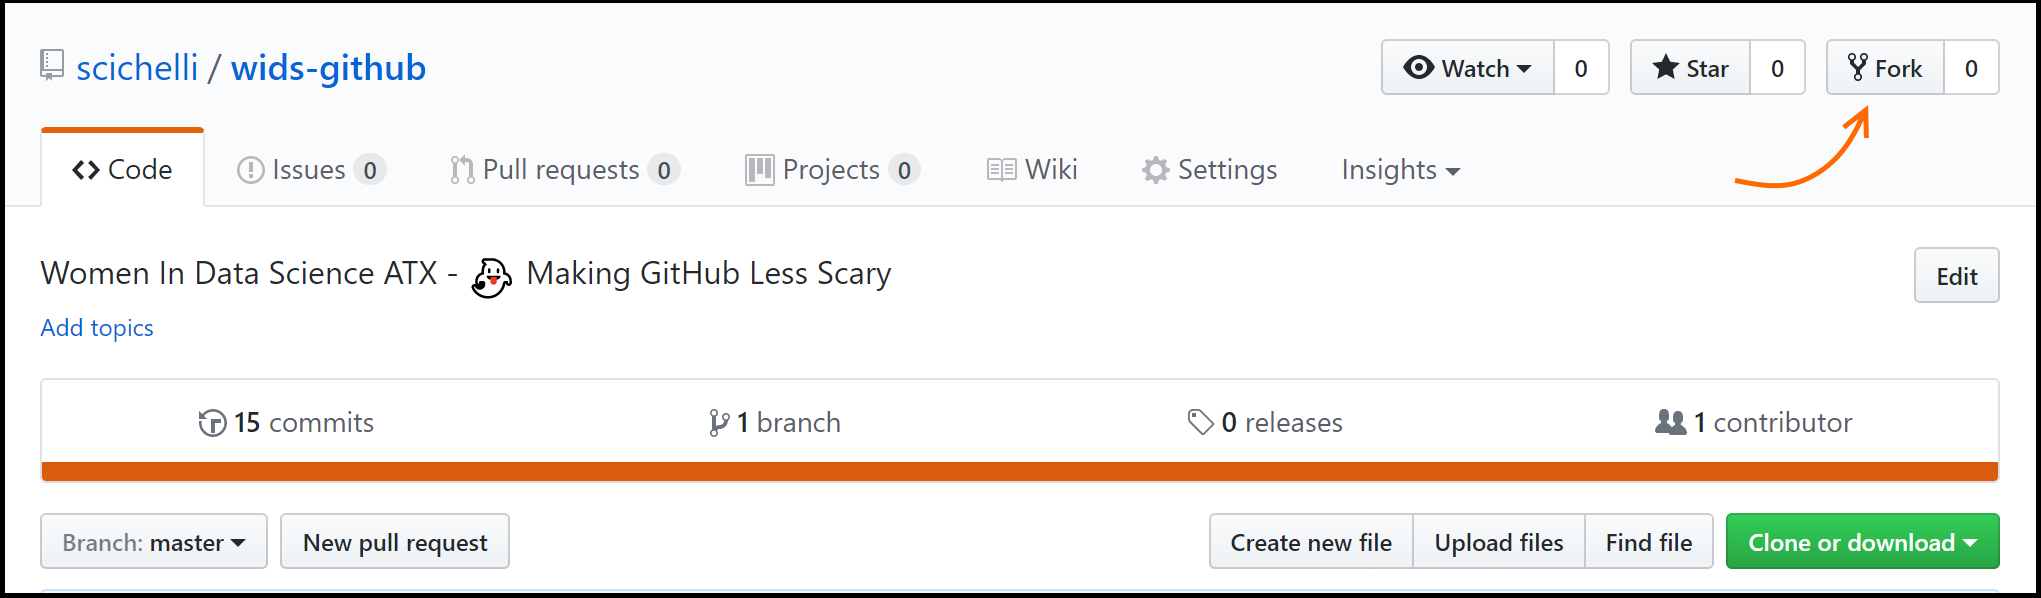 scichelli / wids-github
Watch 0 Star 0 Fork 0
Code Issues 0 Pull requests 0 Projects 0 Wiki Settings Insights
Women In Data Science ATX - Making GitHub Less Scary
Edit
Add topics
15 commits 1 branch 0 releases 1 contributor
Branch: master New pull request Create new file Upload files Find file Clone or download